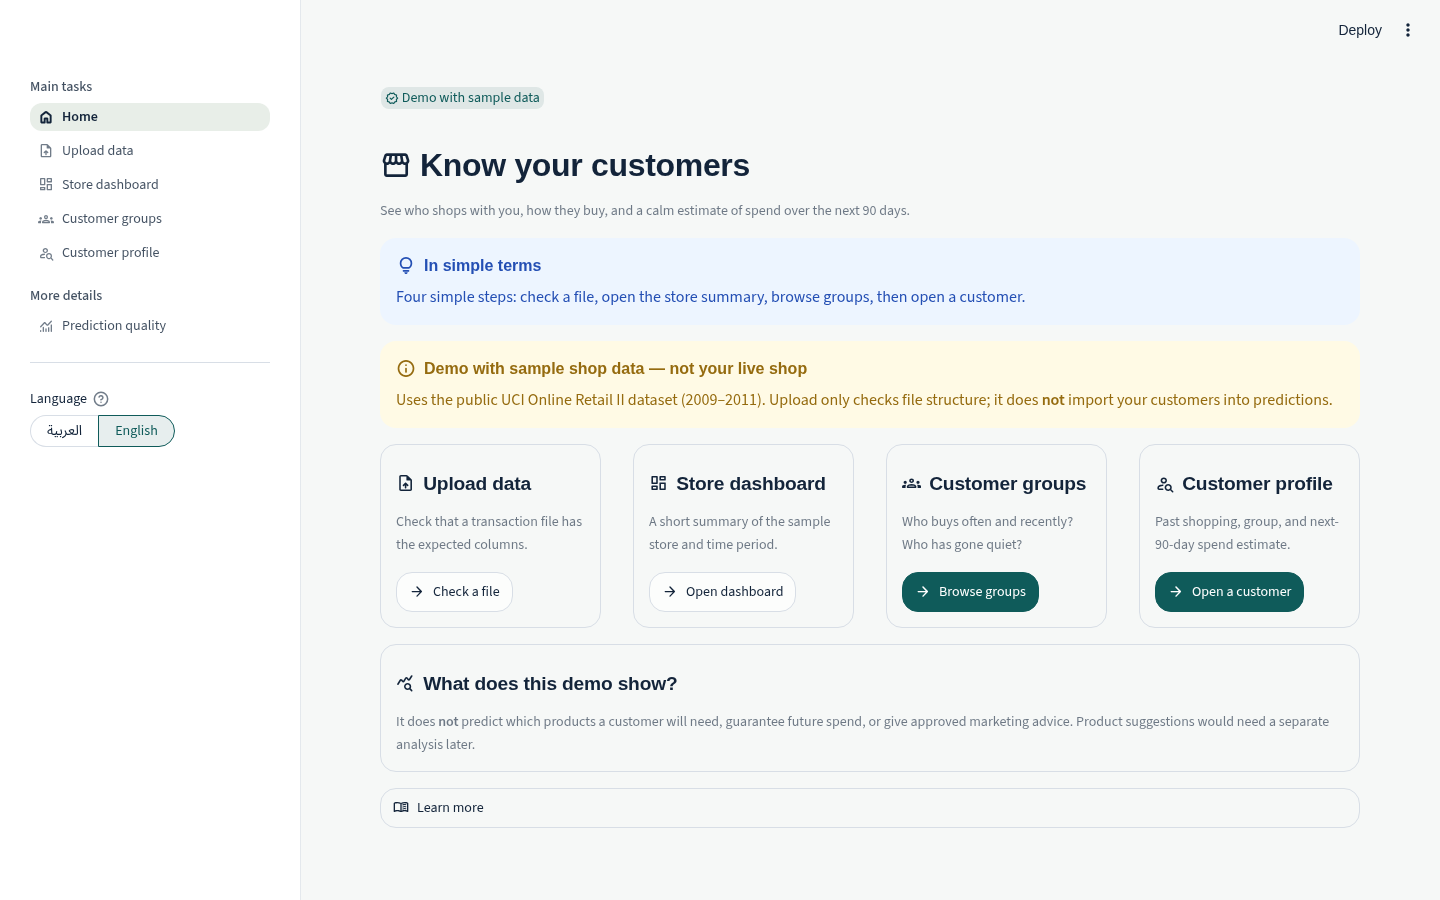 Deploy
Main tasks
Home
Upload data
Store dashboard
Customer groups
Customer profile
More details
Prediction quality
Language
العربية
English
Demo with sample data
Know your customers
See who shops with you, how they buy, and a calm estimate of spend over the next 90 days.
In simple terms
Four simple steps: check a file, open the store summary, browse groups, then open a customer.
Demo with sample shop data — not your live shop
Uses the public UCI Online Retail II dataset (2009–2011). Upload only checks file structure; it does not import your customers into predictions.
Upload data
Check that a transaction file has
the expected columns.
Check a file
Store dashboard
A short summary of the sample
store and time period.
Open dashboard
Customer groups
Who buys often and recently?
Who has gone quiet?
Browse groups
Customer profile
Past shopping, group, and next-
90-day spend estimate.
Open a customer
What does this demo show?
It does not predict which products a customer will need, guarantee future spend, or give approved marketing advice. Product suggestions would need a separate
analysis later.
Learn more